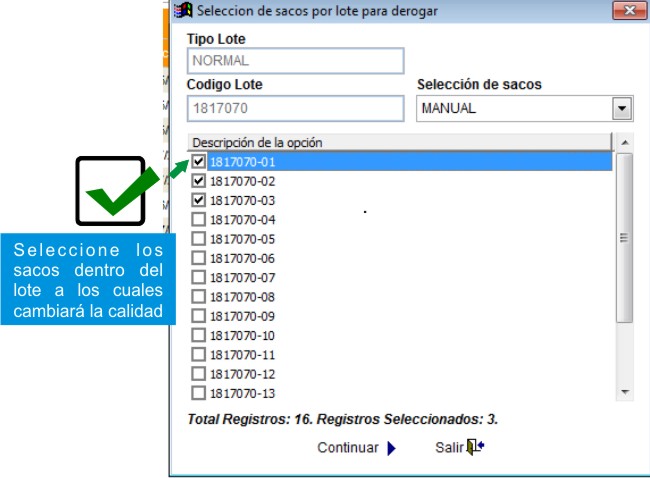 Seleccion de sacos por lote para derogar
Tipo Lote
NORMAL
Codigo Lote
Selección de sacos
1817070
MANUAL
Descripción de la opción
1817070-01
1817070-02
1817070-03
1817070-04
1817070-05
1817070-06
1817070-07
1817070-08
1817070-09
1817070-10
1817070-11
1817070-12
1817070-13
Total Registros: 16. Registros Seleccionados: 3.
Continuar
Salir
Seleccione los
sacos dentro del
lote a los cuales
cambiará la calidad